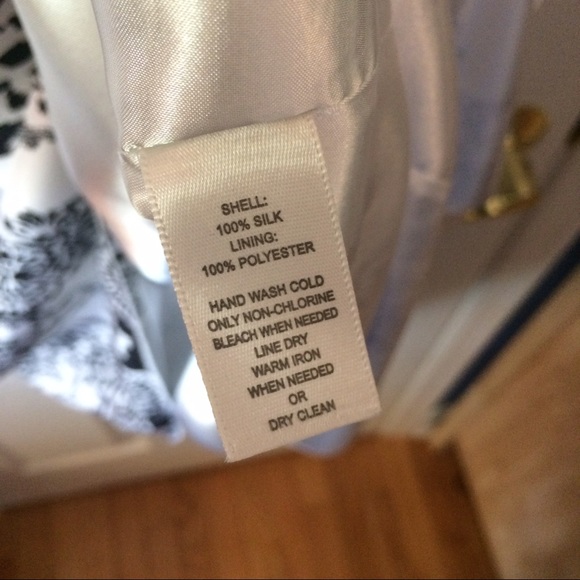 SHELL:
100% SILK
LINING:
100% POLYESTER
HAND WASH COLD
ONLY NON-CHLORINE
BLEACH WHEN NEEDED
LINE DRY
WARM IRON
WHEN NEEDED
OR
DRY CLEAN